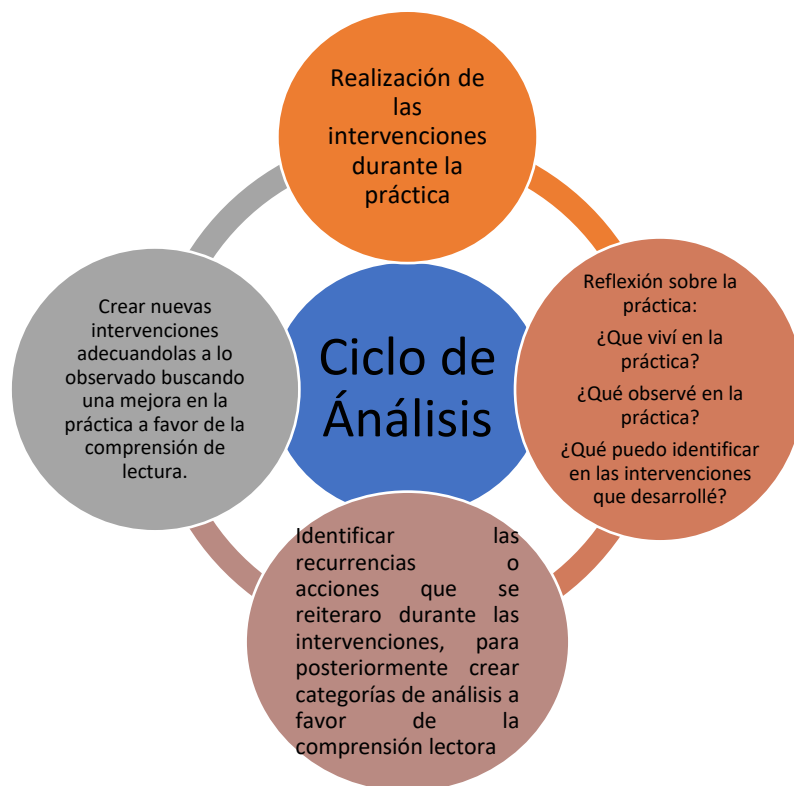 Realización de
las
intervenciones
durante la
práctica
Reflexión sobre la
práctica:
¿Que viví en la
práctica?
¿Qué observé en la
práctica?
¿Qué puedo identificar
en las intervenciones
que desarrollé?
Identificar las
recurrencias o
acciones que se
reiteraro durante las
intervenciones, para
posteriormente crear
categorías de análisis a
favor de la
comprensión lectora
Crear nuevas
intervenciones
adecuandolas a lo
observado buscando
una mejora en la
práctica a favor de la
comprensión de
lectura.
Ciclo de
Ánálisis